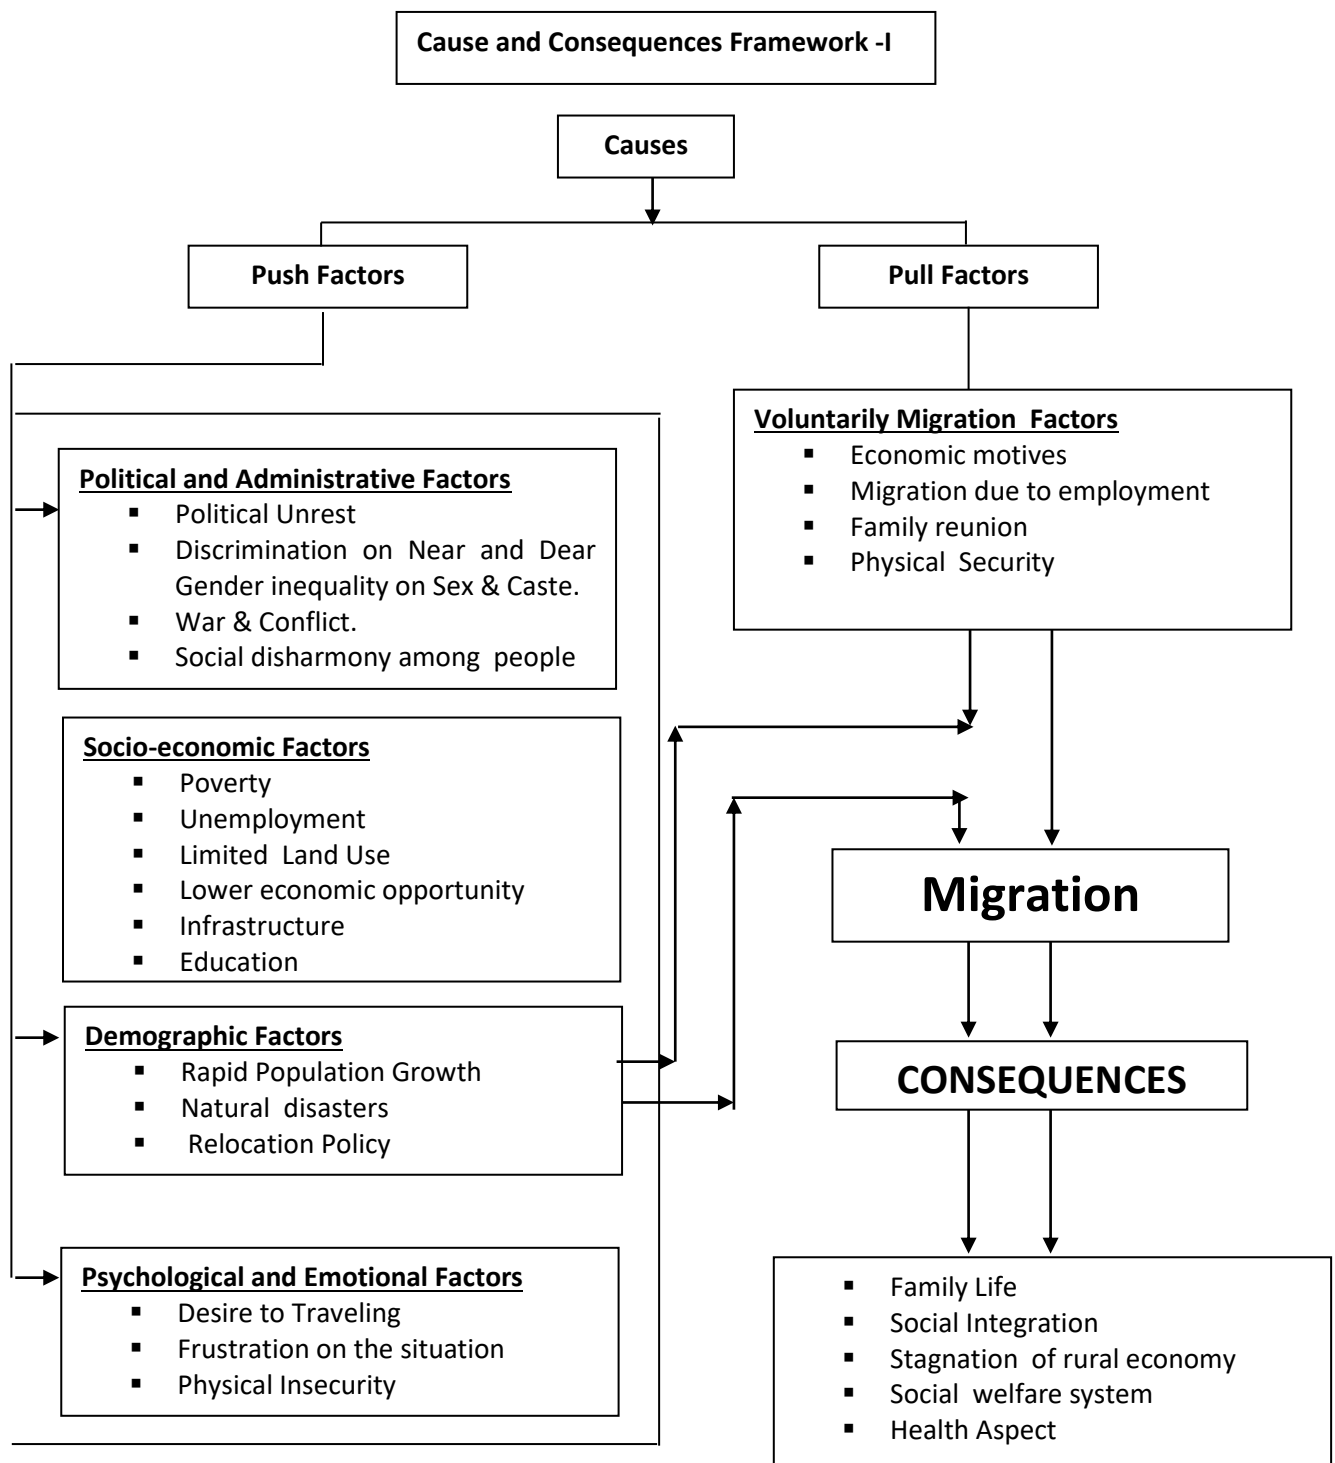 Cause and Consequences Framework -I
Causes
Push Factors
Pull Factors
Political and Administrative Factors
▪ Political Unrest
▪ Discrimination on Near and Dear
Gender inequality on Sex & Caste.
▪ War & Conflict.
▪ Social disharmony among people
Socio-economic Factors
▪ Poverty
▪ Unemployment
▪ Limited Land Use
▪ Lower economic opportunity
▪ Infrastructure
▪ Education
Demographic Factors
▪ Rapid Population Growth
▪ Natural disasters
▪ Relocation Policy
Psychological and Emotional Factors
▪ Desire to Traveling
▪ Frustration on the situation
▪ Physical Insecurity
Voluntarily Migration Factors
▪ Economic motives
▪ Migration due to employment
▪ Family reunion
▪ Physical Security
Migration
CONSEQUENCES
▪ Family Life
▪ Social Integration
▪ Stagnation of rural economy
▪ Social welfare system
▪ Health Aspect